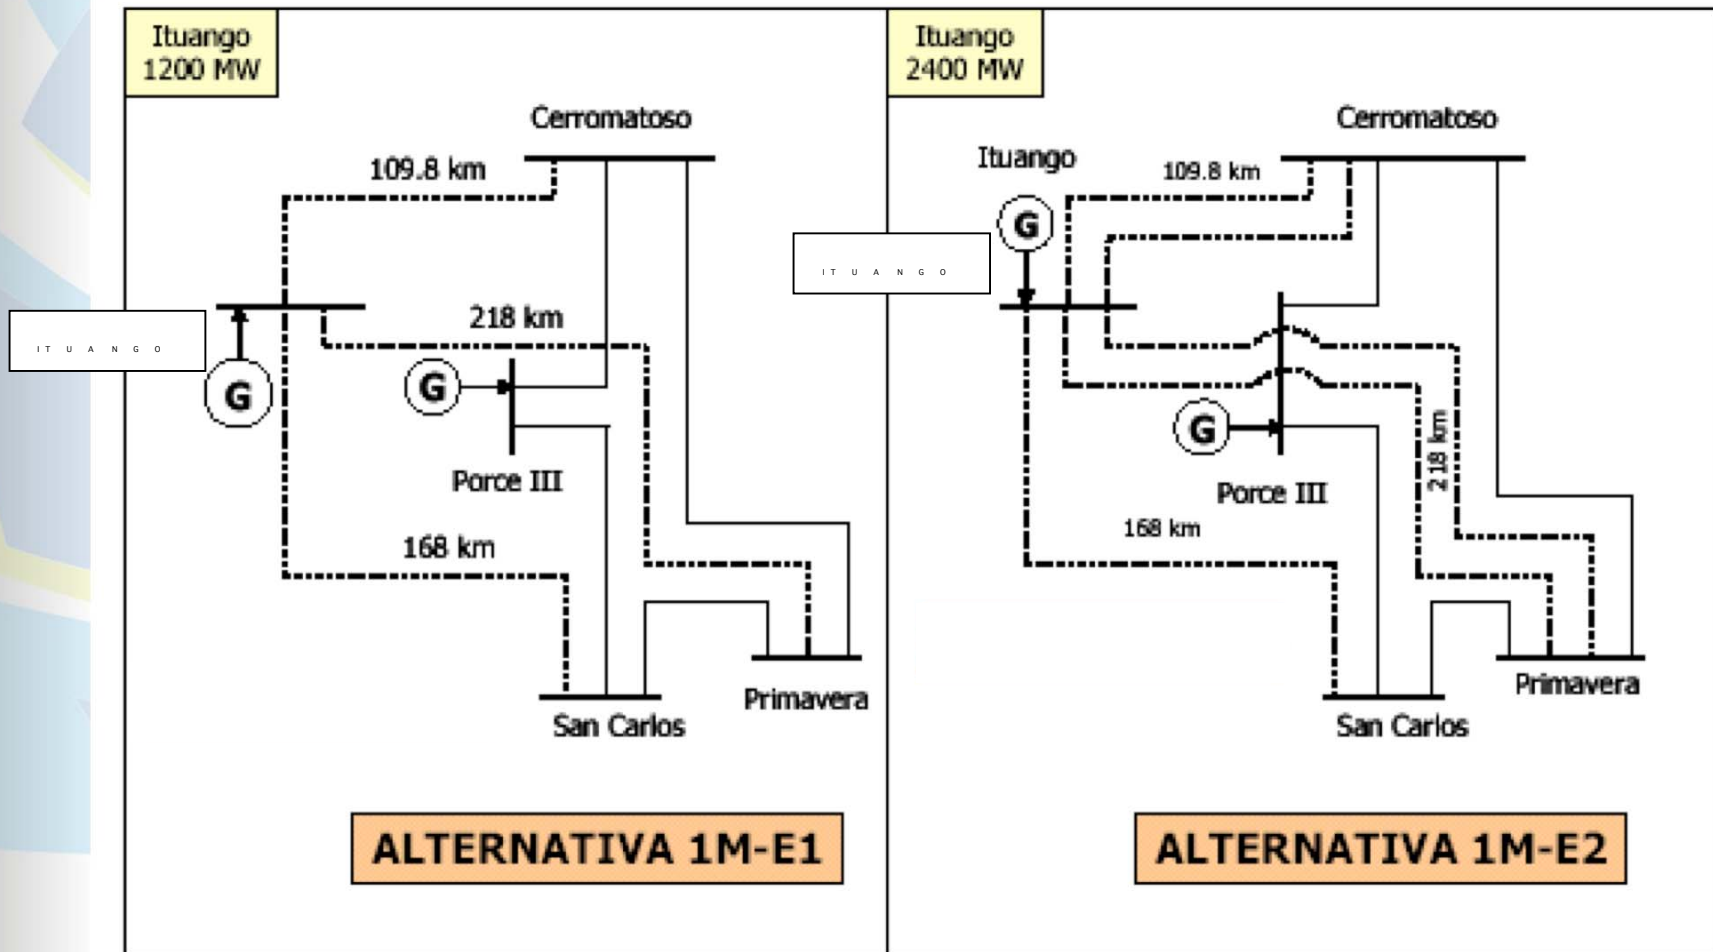 Ituango
1200 MW
Cerromatoso
109.8 km
ITUANGO
218 km
G
G
Porce III
168 km
Primavera
San Carlos
ALTERNATIVA 1M-E1
Ituango
2400 MW
Cerromatoso
Ituango
109.8 km
G
ITUANGO
G
218 km
Porce III
168 km
Primavera
San Carlos
ALTERNATIVA 1M-E2